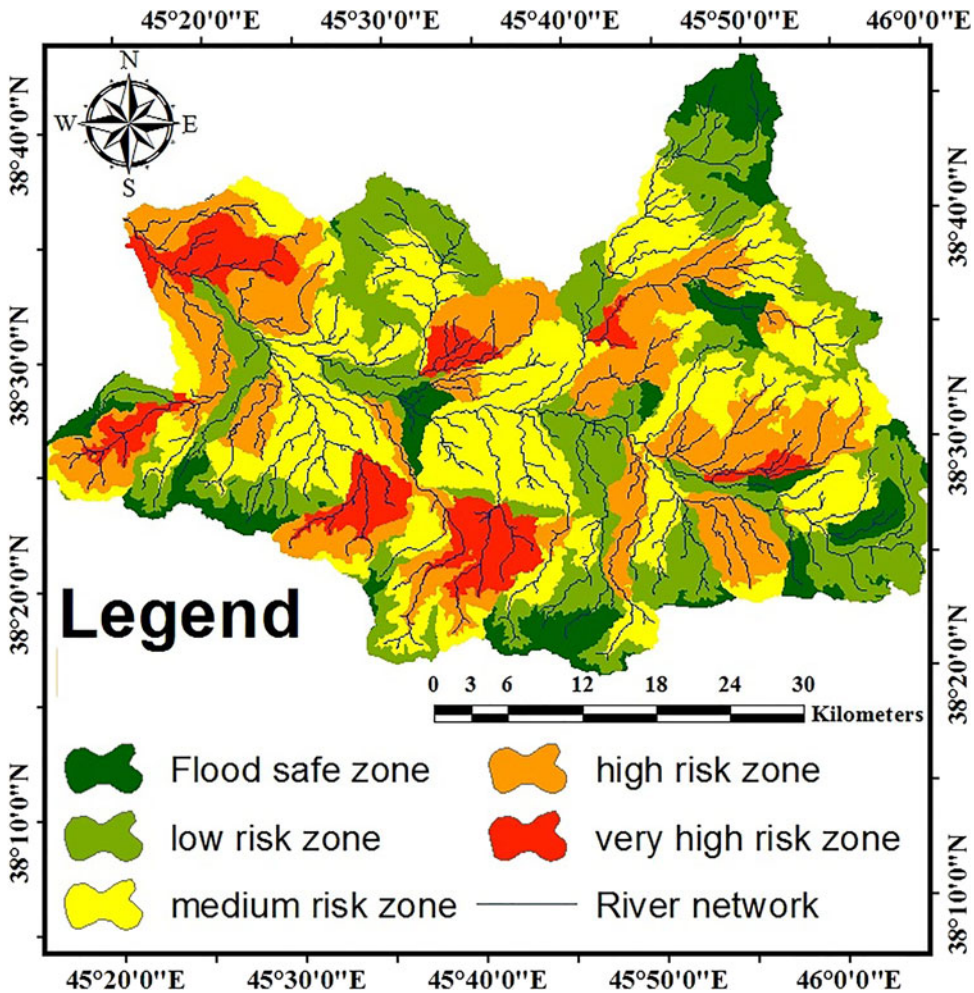 45°20'0"E 45°30'0"E 45°40'0"E 45°50'0"E 46°0'0"E
N
W E
S
38°40'0"N
38°30'0"N
38°20'0"N
38°10'0"N
38°40'0"N
38°30'0"N
38°20'0"N
38°10'0"N
Legend
0 3 6 12 18 24 30
Kilometers
Flood safe zone
low risk zone
medium risk zone
high risk zone
very high risk zone
River network
45°20'0"E 45°30'0"E 45°40'0"E 45°50'0"E 46°0'0"E